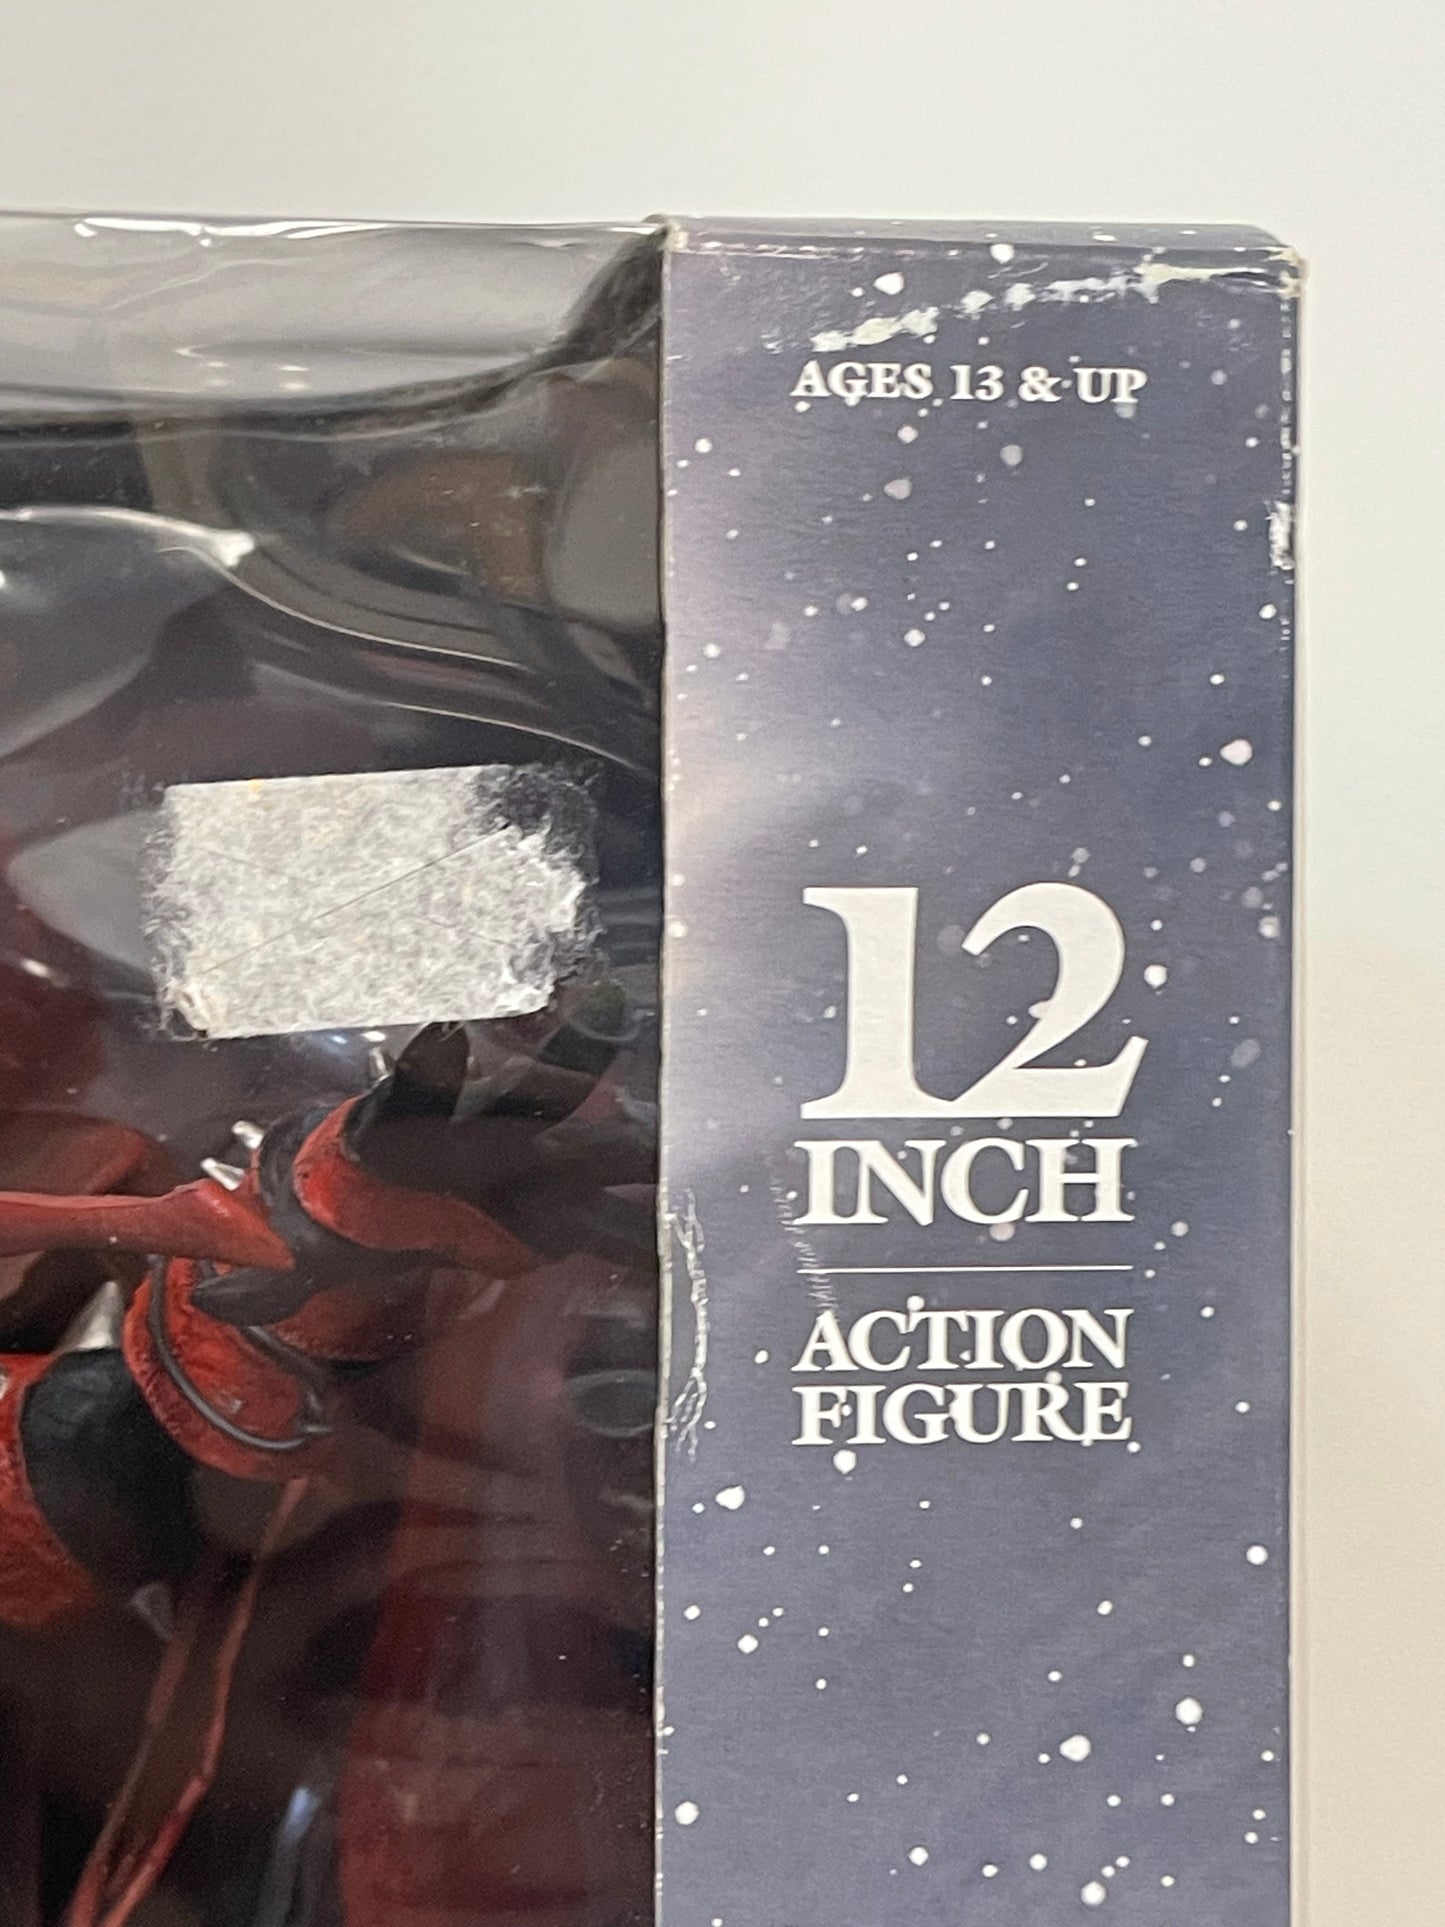 AGES 13 & UP
12
INCH
ACTION
FIGURE